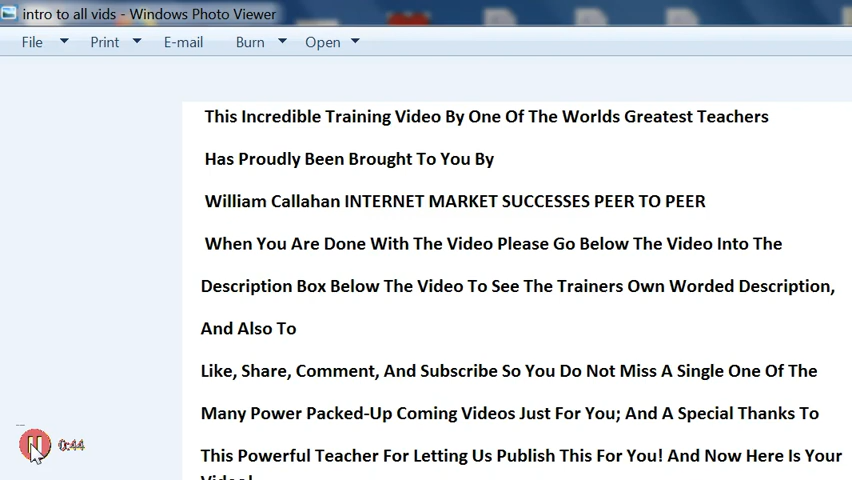 intro to all vids - Windows Photo Viewer
File Print E-mail Burn Open
This Incredible Training Video By One Of The Worlds Greatest Teachers
Has Proudly Been Brought To You By
William Callahan INTERNET MARKET SUCCESSES PEER TO PEER
When You Are Done With The Video Please Go Below The Video Into The
Description Box Below The Video To See The Trainers Own Worded Description,
And Also To
Like, Share, Comment, And Subscribe So You Do Not Miss A Single One Of The
Many Power Packed-Up Coming Videos Just For You; And A Special Thanks To
This Powerful Teacher For Letting Us Publish This For You! And Now Here Is Your
Video!
0:44